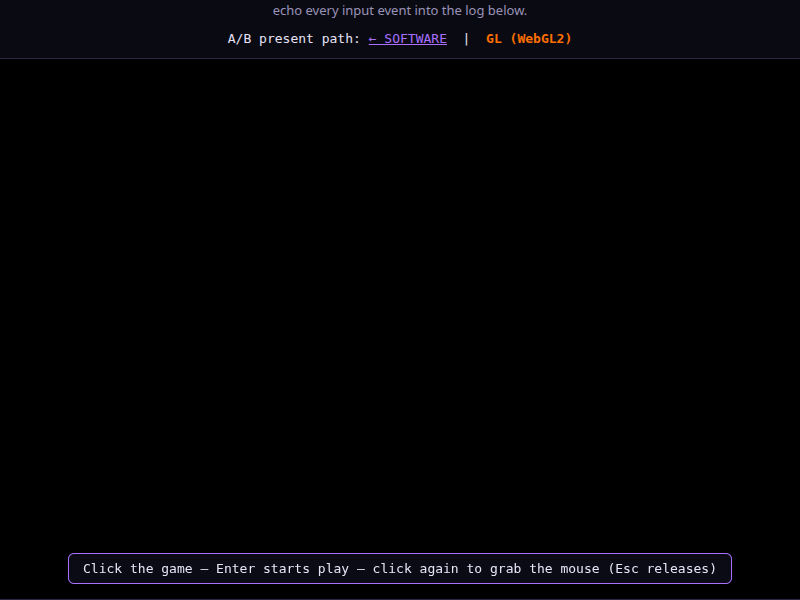 echo every input event into the log below.
A/B present path: ← SOFTWARE | GL (WebGL2)
Click the game — Enter starts play — click again to grab the mouse (Esc releases)